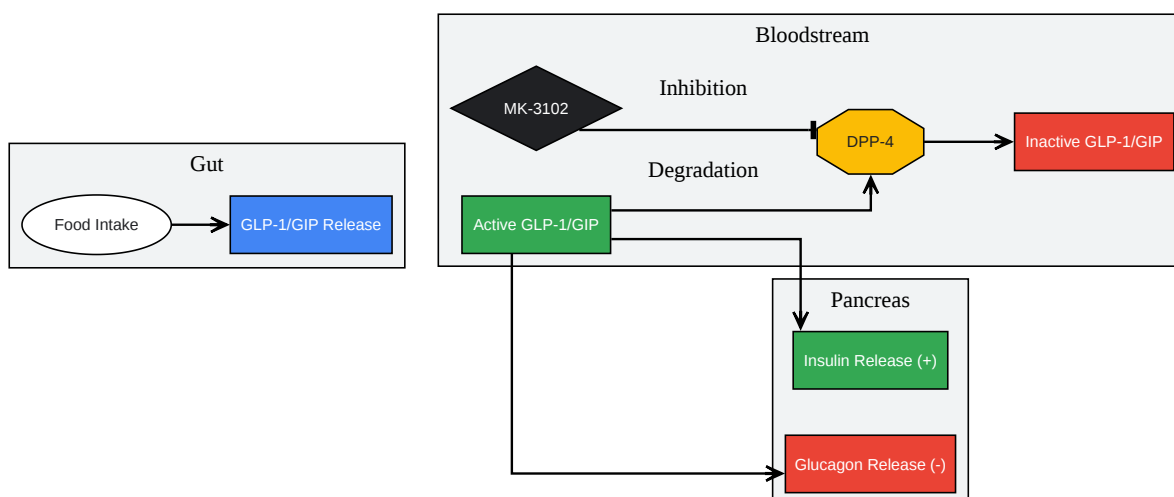 Bloodstream
MK-3102
Inhibition
DPP-4
Inactive GLP-1/GIP
Degradation
Active GLP-1/GIP
Gut
Food Intake
GLP-1/GIP Release
Pancreas
Insulin Release (+)
Glucagon Release (-)